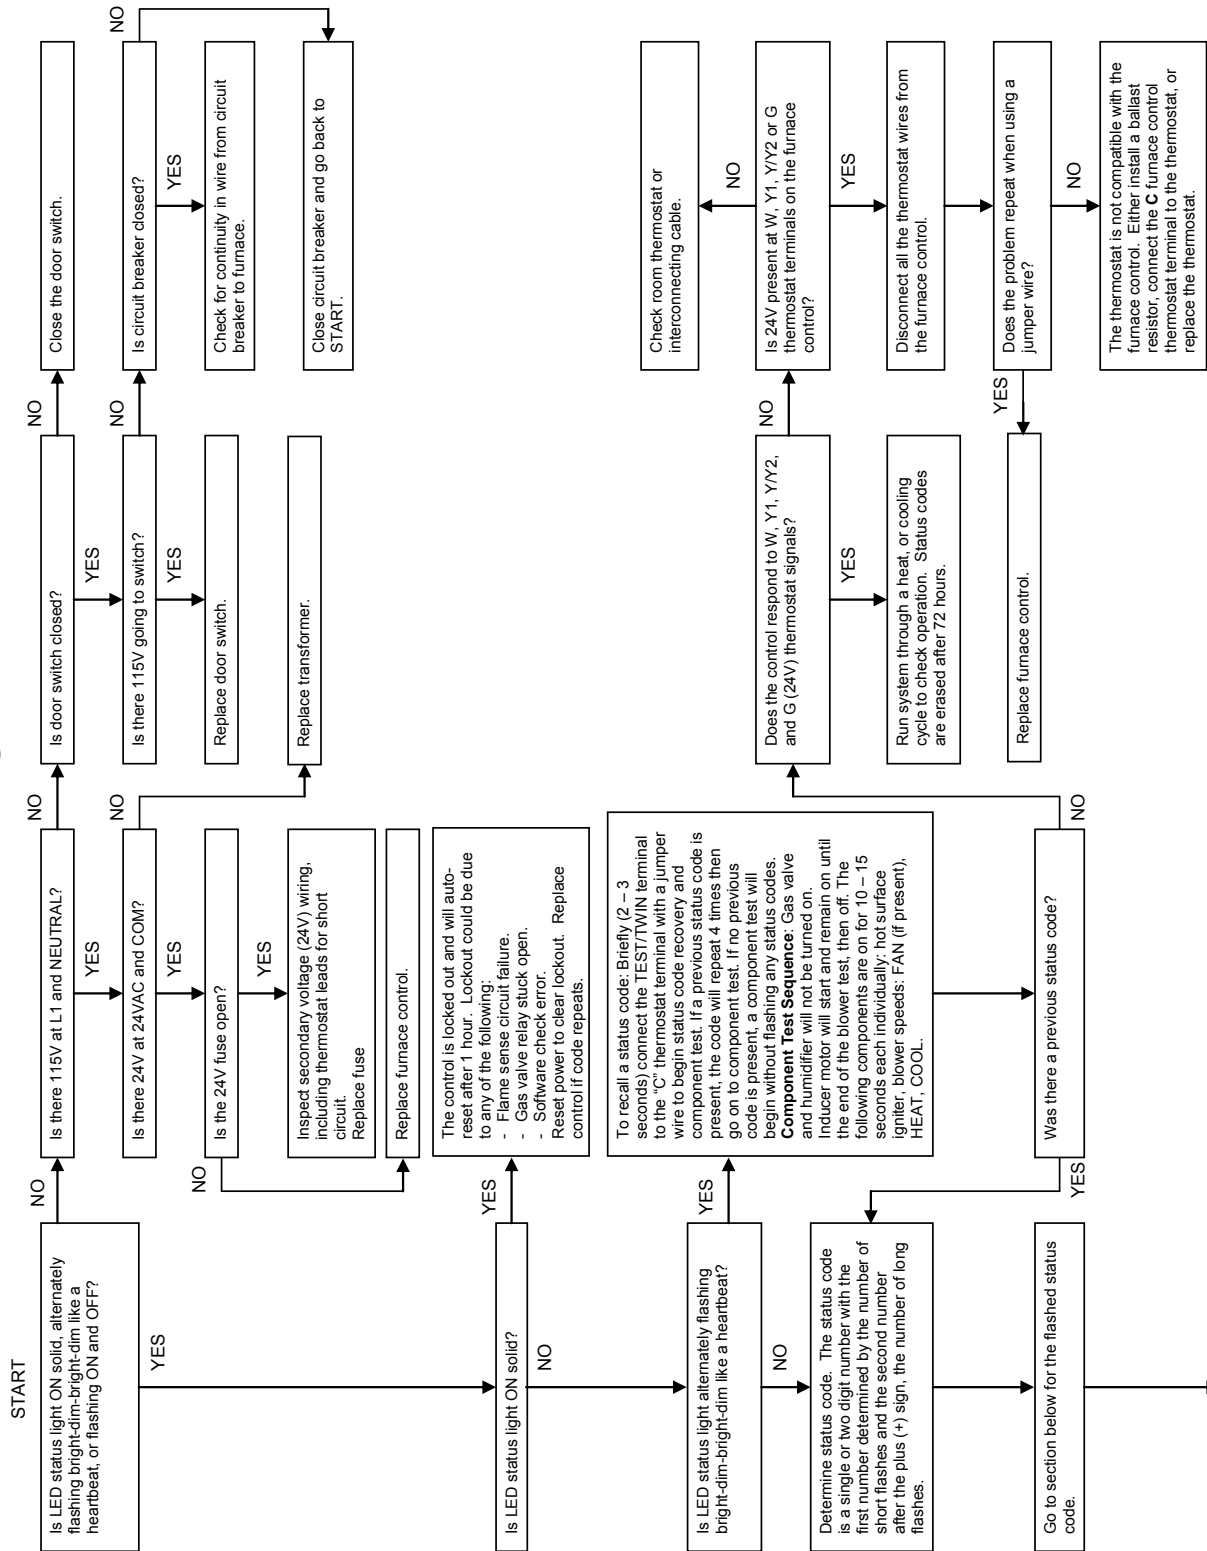 START
Is LED status light ON solid, alternately
flashing bright-dim-bright-dim like a
heartbeat, or flashing ON and OFF?
NO
YES
Is LED status light ON solid?
YES
NO
Is LED status light alternately flashing
bright-dim-bright-dim like a heartbeat?
YES
NO
Determine status code. The status code
is a single or two digit number with the
first number determined by the number of
short flashes and the second number
after the plus (+) sign, the number of long
flashes.
Go to section below for the flashed status
code.
Is there 115V at L1 and NEUTRAL?
NO
YES
Is there 24V at 24VAC and COM?
NO
YES
Is the 24V fuse open?
NO
YES
Inspect secondary voltage (24V) wiring,
including thermostat leads for short
circuit.
Replace fuse
Replace furnace control.
The control is locked out and will auto-
reset after 1 hour. Lockout could be due
to any of the following:
- Flame sense circuit failure.
- Gas valve relay stuck open.
- Software check error.
Reset power to clear lockout. Replace
control if code repeats.
To recall a status code: Briefly (2 – 3
seconds) connect the TEST/TWIN terminal
to the “C” thermostat terminal with a jumper
wire to begin status code recovery and
component test. If a previous status code is
present, the code will repeat 4 times then
go on to component test. If no previous
code is present, a component test will
begin without flashing any status codes.
Component Test Sequence: Gas valve
and humidifier will not be turned on.
Inducer motor will start and remain on until
the end of the blower test, then off. The
following components are on for 10 – 15
seconds each individually: hot surface
igniter, blower speeds: FAN (if present),
HEAT, COOL.
Was there a previous status code?
YES
NO
Is door switch closed?
NO
YES
Is there 115V going to switch?
NO
YES
Replace door switch.
Replace transformer.
Does the control respond to W, Y1, Y/Y2,
and G (24V) thermostat signals?
NO
YES
Run system through a heat, or cooling
cycle to check operation. Status codes
are erased after 72 hours.
Replace furnace control.
Close the door switch.
Is circuit breaker closed?
NO
YES
Check for continuity in wire from circuit
breaker to furnace.
Close circuit breaker and go back to
START.
Check room thermostat or
interconnecting cable.
NO
Is 24V present at W, Y1, Y/Y2 or G
thermostat terminals on the furnace
control?
YES
Disconnect all the thermostat wires from
the furnace control.
Does the problem repeat when using a
jumper wire?
YES
NO
The thermostat is not compatible with the
furnace control. Either install a ballast
resistor, connect the C furnace control
thermostat terminal to the thermostat, or
replace the thermostat.